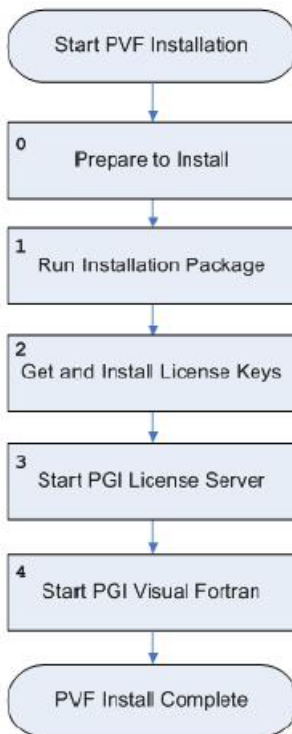 Start PVF Installation
0
Prepare to Install
1
Run Installation Package
2
Get and Install License Keys
3
Start PGI License Server
4
Start PGI Visual Fortran
PVF Install Complete